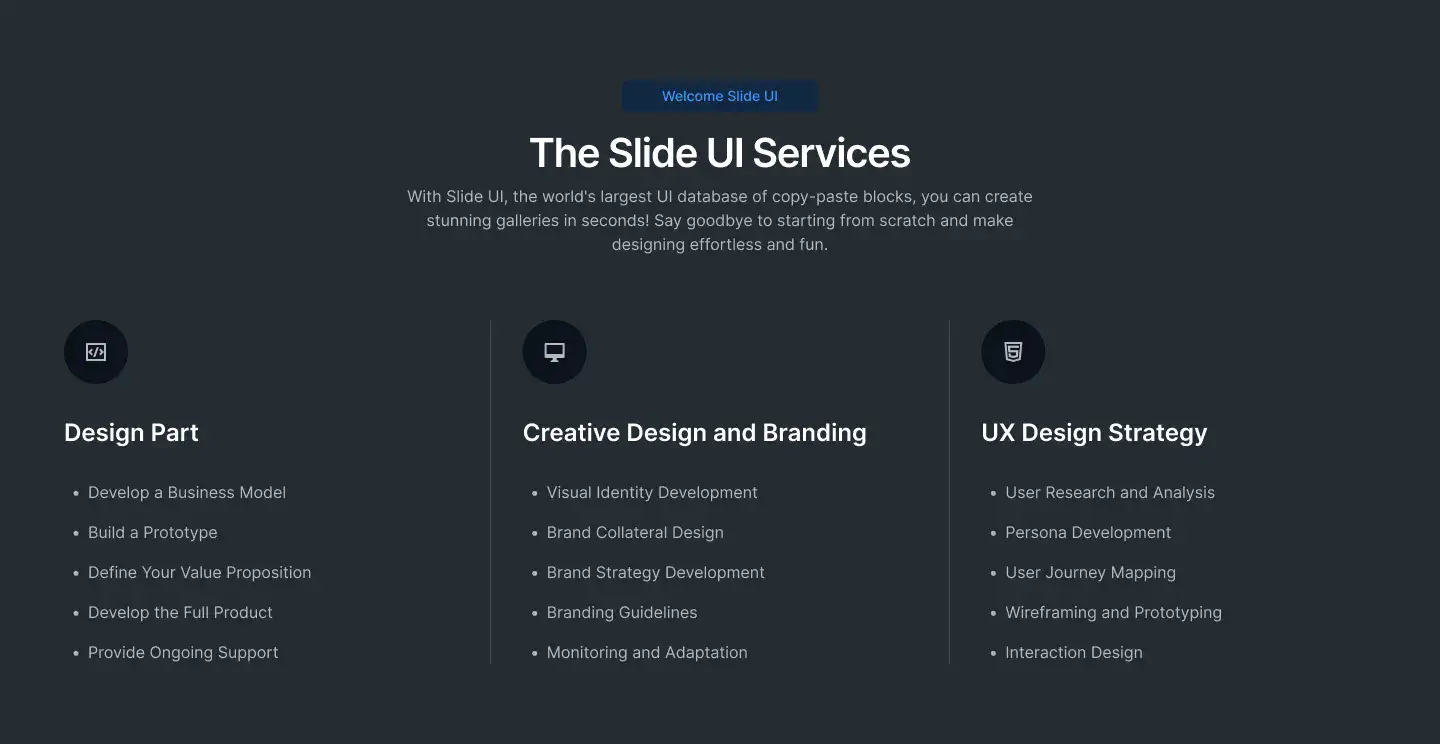 Welcome Slide UI
The Slide UI Services
With Slide UI, the world's largest UI database of copy-paste blocks, you can create
stunning galleries in seconds! Say goodbye to starting from scratch and make
designing effortless and fun.
Design Part
Develop a Business Model
Build a Prototype
Define Your Value Proposition
Develop the Full Product
Provide Ongoing Support
Creative Design and Branding
Visual Identity Development
Brand Collateral Design
Brand Strategy Development
Branding Guidelines
Monitoring and Adaptation
UX Design Strategy
User Research and Analysis
Persona Development
User Journey Mapping
Wireframing and Prototyping
Interaction Design